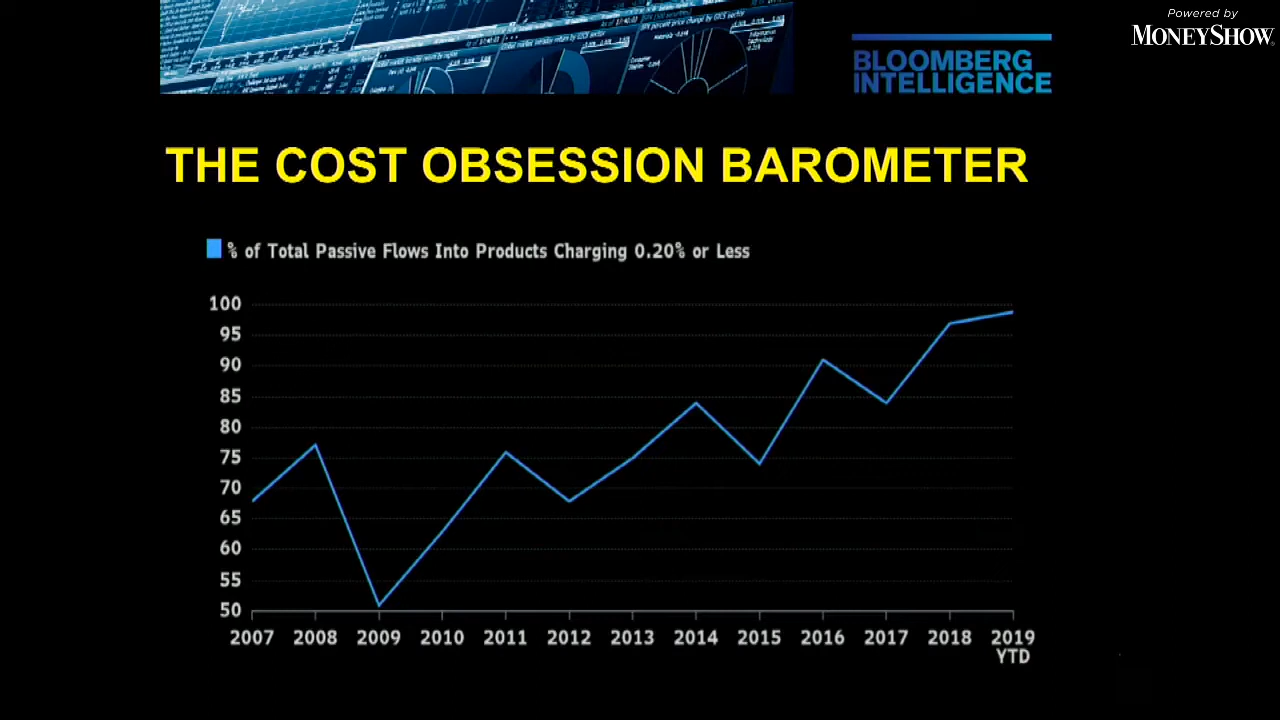 Powered by
MONEYSHOW
BLOOMBERG
INTELLIGENCE
THE COST OBSESSION BAROMETER
% of Total Passive Flows Into Products Charging 0.20% or Less
100
95
90
85
80
75
70
65
60
55
50
2007 2008 2009 2010 2011 2012 2013 2014 2015 2016 2017 2018 2019
YTD